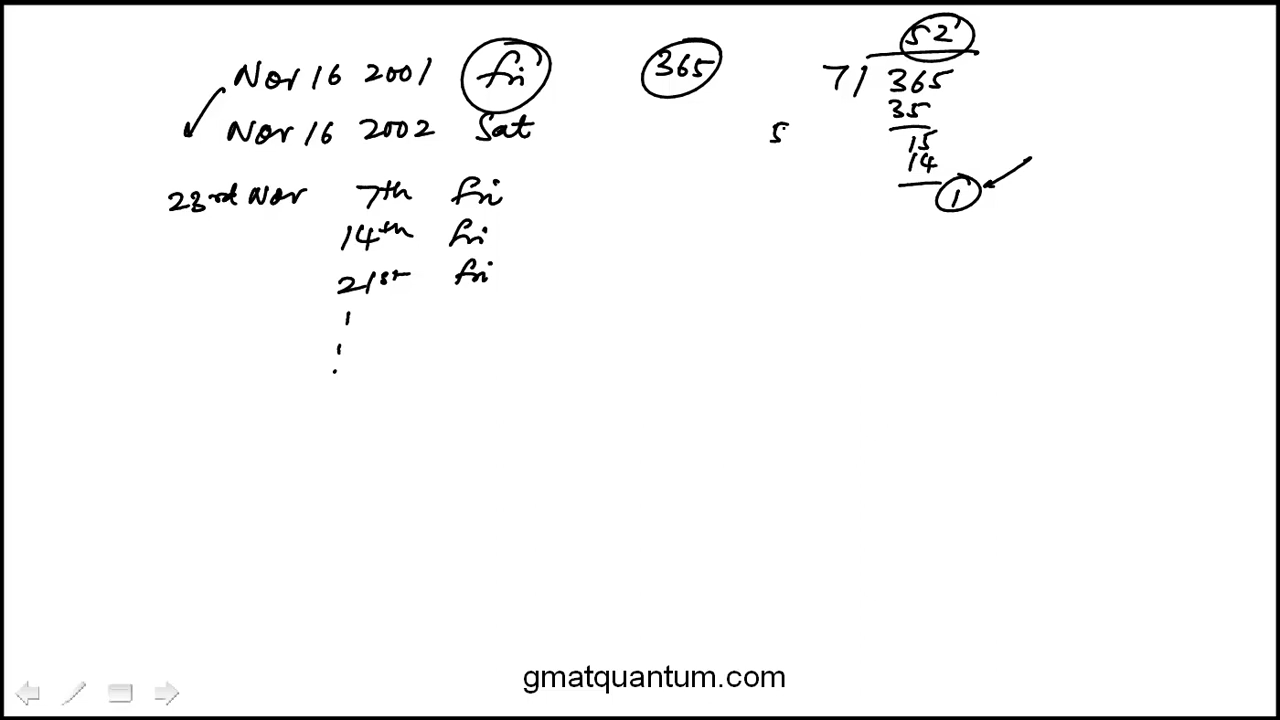 Nov 16 2001 fri
Nov 16 2002 Sat
23rd Nov 7th fri
14th fri
21st fri
365
5
52
7) 365
35
15
14
1
gmatquantum.com